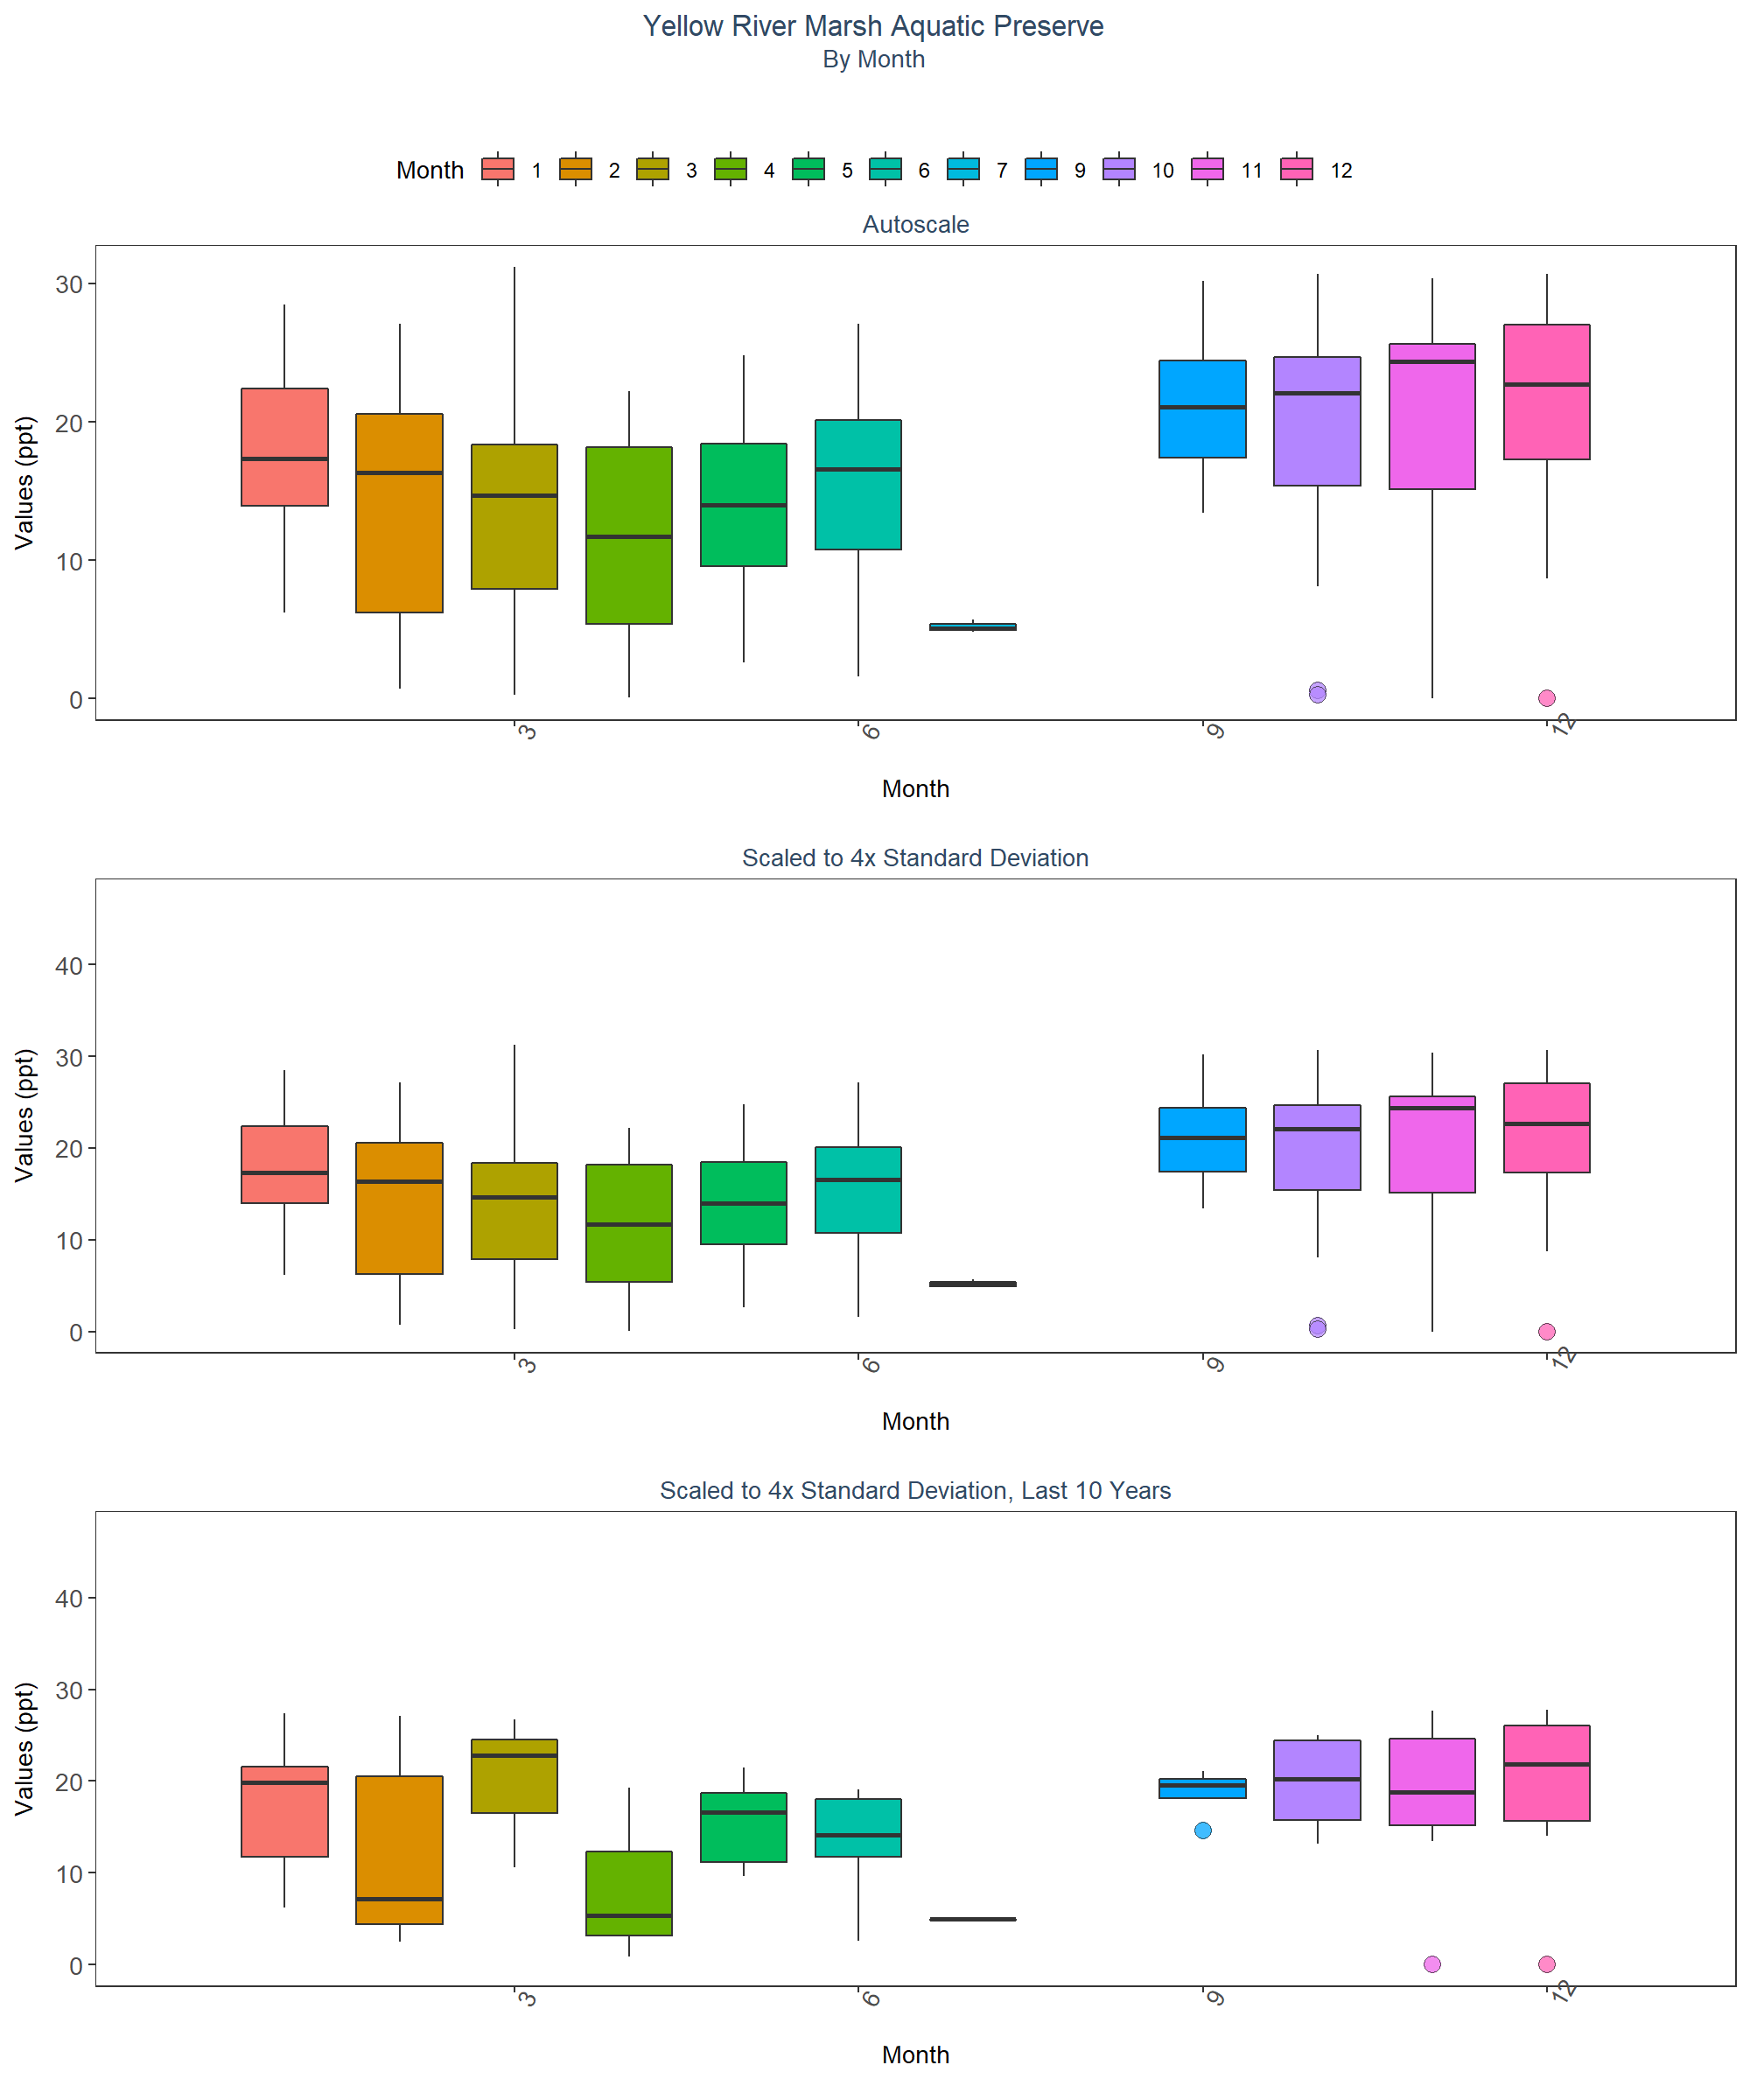 Yellow River Marsh Aquatic Preserve
By Month
Month 1 2 3 4 5 6 7 9 10 11 12
Autoscale
30
20
10
0
Values (ppt)
3 6 9 12
Month
Scaled to 4x Standard Deviation
40
30
20
10
0
Values (ppt)
3 6 9 12
Month
Scaled to 4x Standard Deviation, Last 10 Years
40
30
20
10
0
Values (ppt)
3 6 9 12
Month